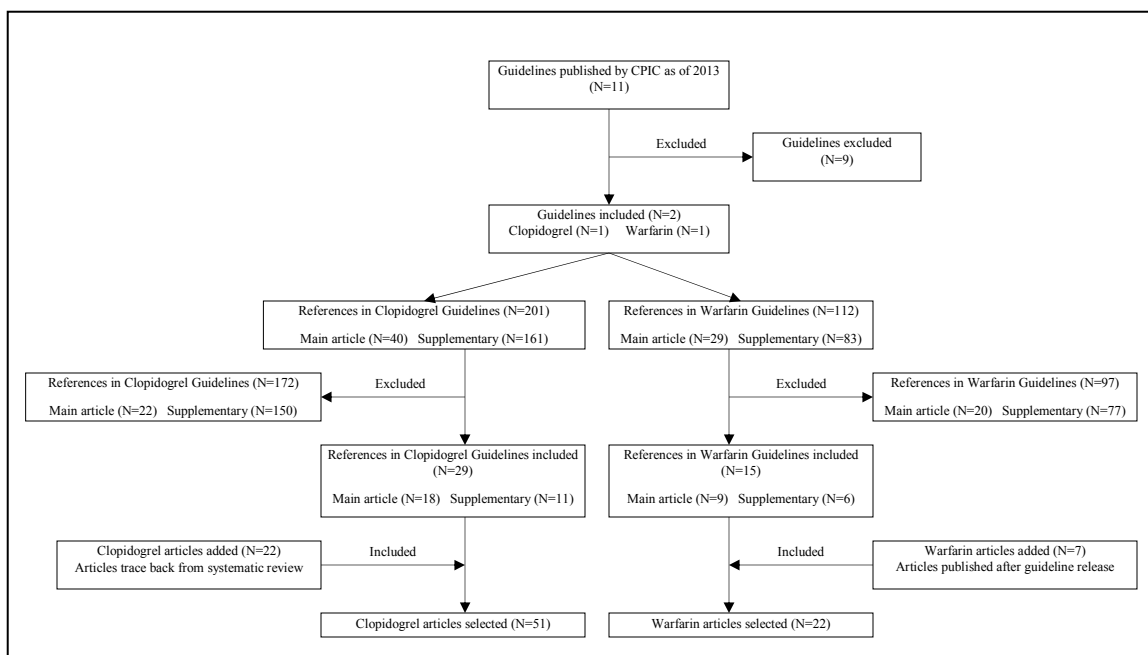 Guidelines published by CPIC as of 2013
(N=11)
Excluded
Guidelines excluded
(N=9)
Guidelines included (N=2)
Clopidogrel (N=1) Warfarin (N=1)
References in Clopidogrel Guidelines (N=201)
Main article (N=40) Supplementary (N=161)
References in Warfarin Guidelines (N=112)
Main article (N=29) Supplementary (N=83)
References in Clopidogrel Guidelines (N=172)
Main article (N=22) Supplementary (N=150)
Excluded
Excluded
References in Warfarin Guidelines (N=97)
Main article (N=20) Supplementary (N=77)
References in Clopidogrel Guidelines included
(N=29)
Main article (N=18) Supplementary (N=11)
References in Warfarin Guidelines included
(N=15)
Main article (N=9) Supplementary (N=6)
Clopidogrel articles added (N=22)
Articles trace back from systematic review
Included
Included
Warfarin articles added (N=7)
Articles published after guideline release
Clopidogrel articles selected (N=51)
Warfarin articles selected (N=22)